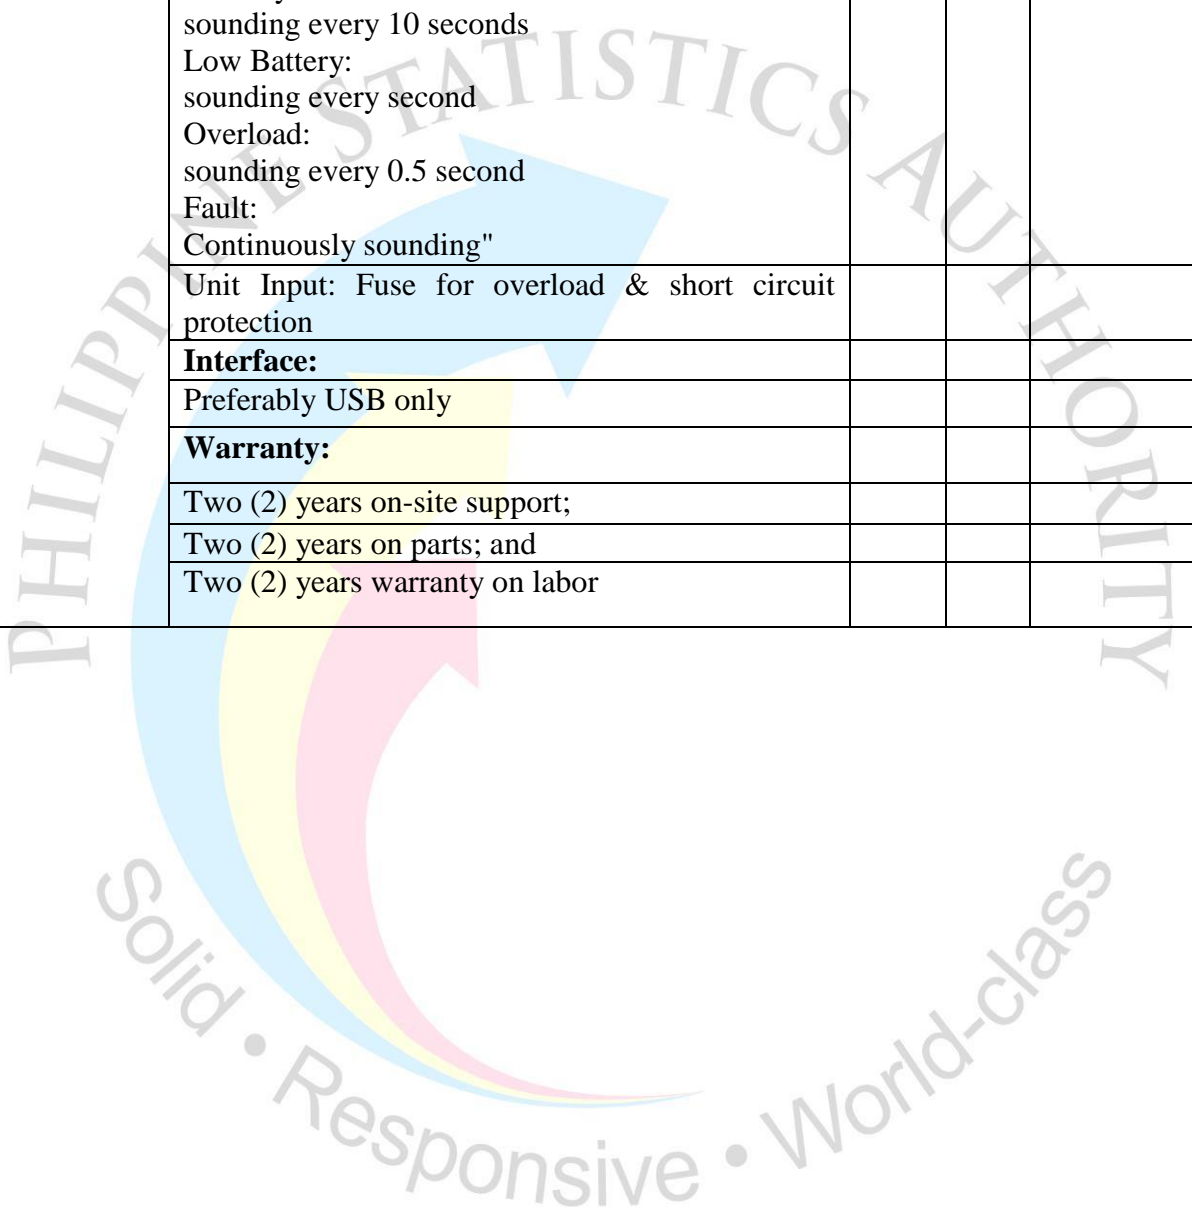 sounding every 10 seconds
Low Battery:
sounding every second
Overload:
sounding every 0.5 second
Fault:
Continuously sounding"
Unit Input: Fuse for overload & short circuit
protection
Interface:
Preferably USB only
Warranty:
Two (2) years on-site support;
Two (2) years on parts; and
Two (2) years warranty on labor
PHILIPPINE STATISTICS AUTHORITY
Solid • Responsive • World-class